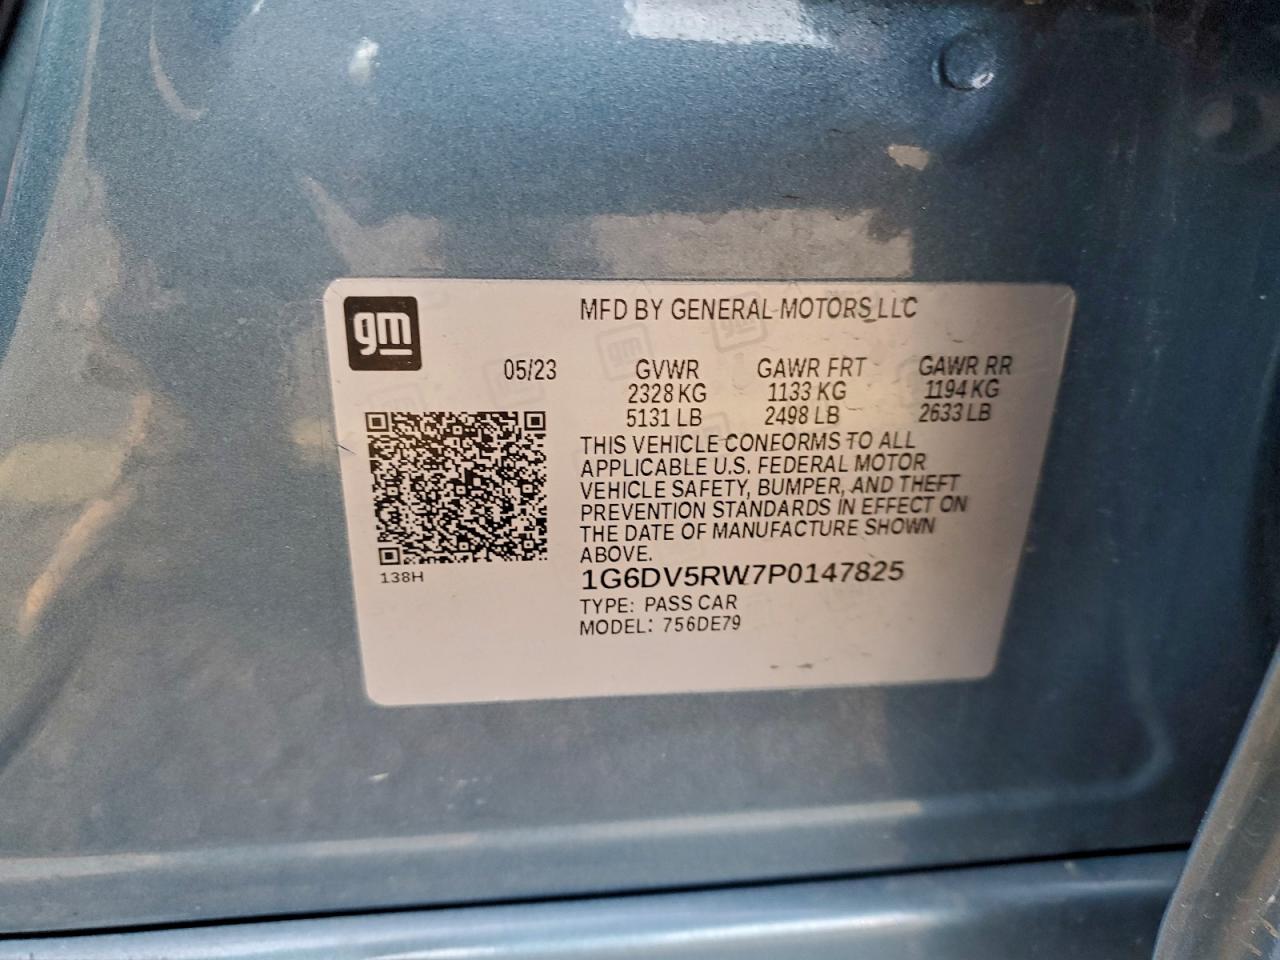 gm
MFD BY GENERAL MOTORS LLC
05/23 GVWR GAWR FRT GAWR RR
2328 KG 1133 KG 1194 KG
5131 LB 2498 LB 2633 LB
THIS VEHICLE CONFORMS TO ALL
APPLICABLE U.S. FEDERAL MOTOR
VEHICLE SAFETY, BUMPER, AND THEFT
PREVENTION STANDARDS IN EFFECT ON
THE DATE OF MANUFACTURE SHOWN
ABOVE.
138H
1G6DV5RW7P0147825
TYPE: PASS CAR
MODEL: 756DE79